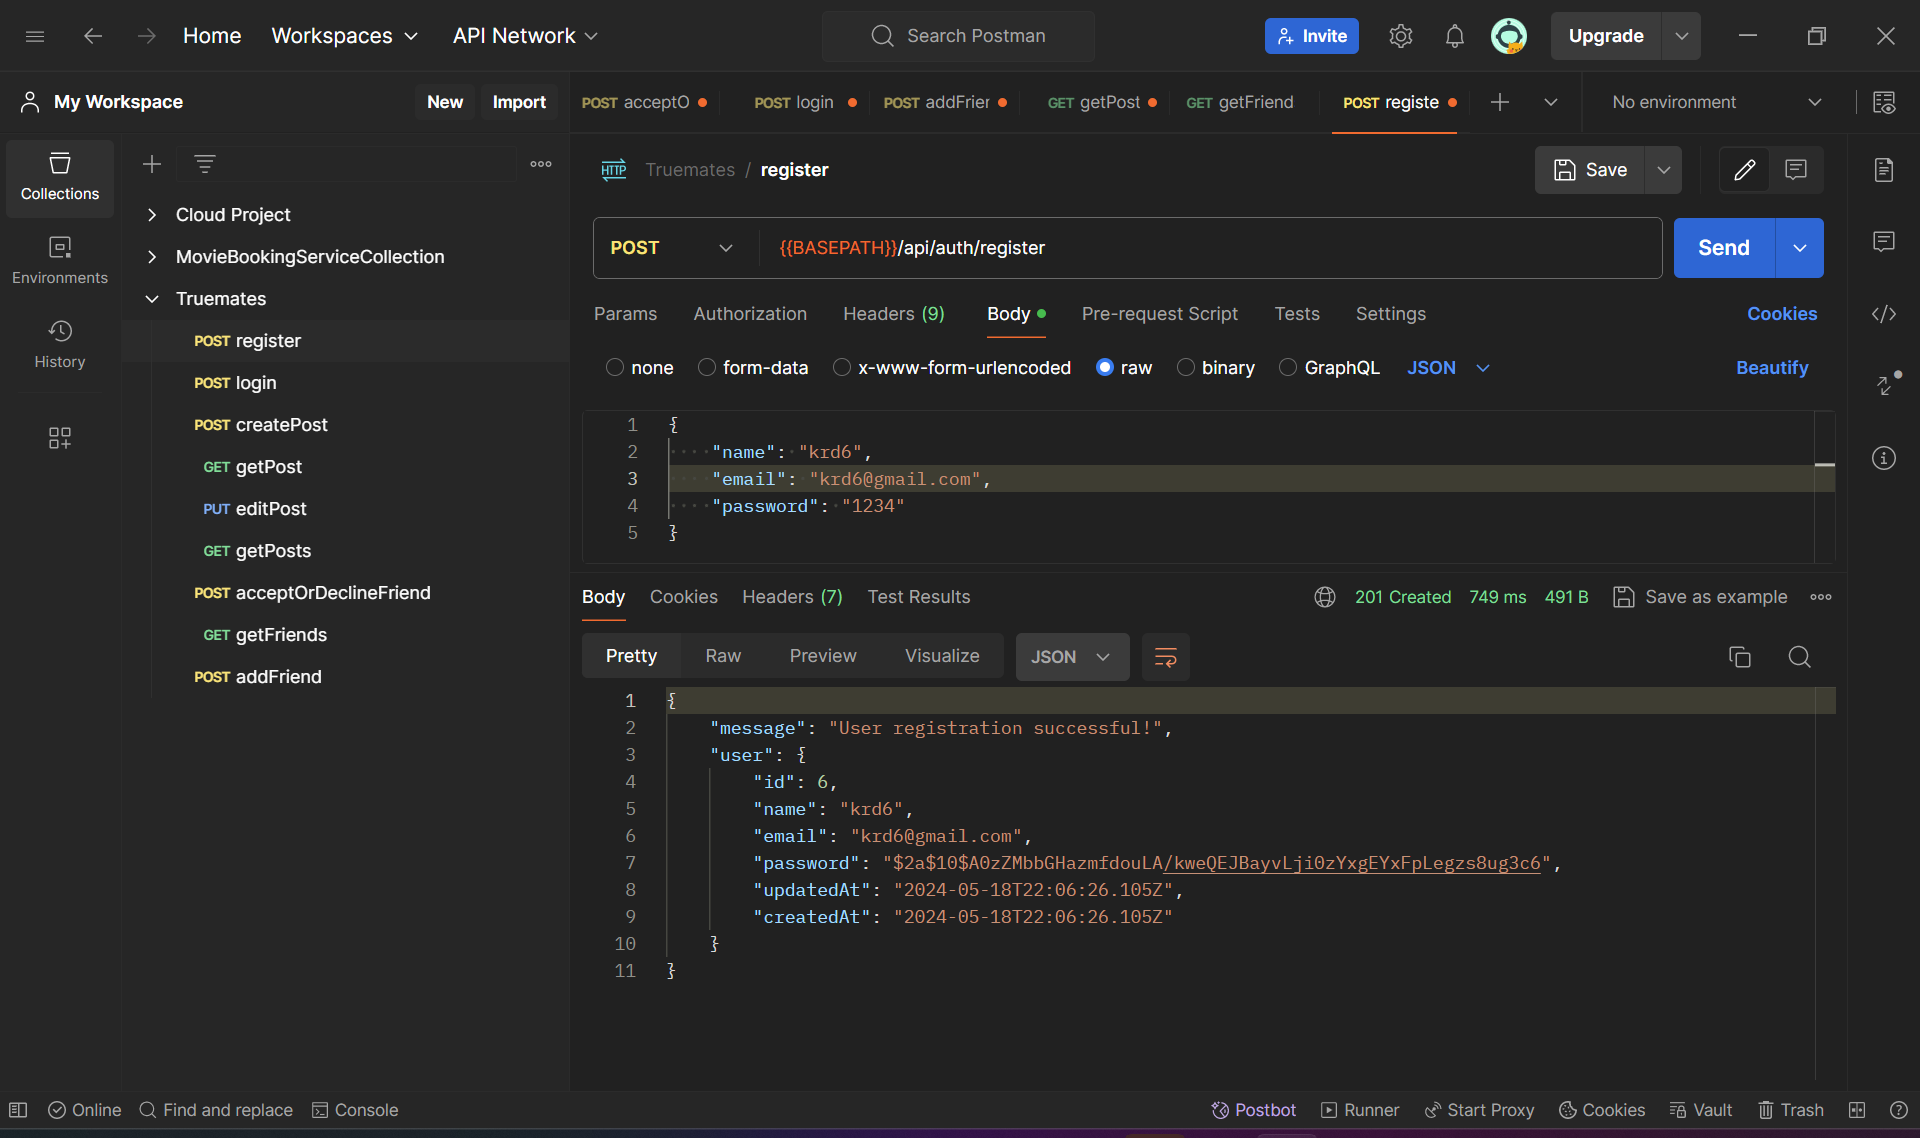 Home Workspaces API Network Search Postman Invite Upgrade
My Workspace New Import POST acceptO POST login POST addFrier GET getPost GET getFriend POST registe No environment
Collections
Environments
History
Cloud Project
MovieBookingServiceCollection
Truemates
POST register
POST login
POST createPost
GET getPost
PUT editPost
GET getPosts
POST acceptOrDeclineFriend
GET getFriends
POST addFriend
HTTP Truemates / register Save
POST {{BASEPATH}}/api/auth/register Send
Params Authorization Headers (9) Body Pre-request Script Tests Settings Cookies
none form-data x-www-form-urlencoded raw binary GraphQL JSON Beautify
1 {
2 "name": "krd6",
3 "email": "krd6@gmail.com",
4 "password": "1234"
5 }
Body Cookies Headers (7) Test Results 201 Created 749 ms 491 B Save as example
Pretty Raw Preview Visualize JSON
1 {
2 "message": "User registration successful!",
3 "user": {
4 "id": 6,
5 "name": "krd6",
6 "email": "krd6@gmail.com",
7 "password": "$2a$10$A0zZMbbGHazmfdouLA/kweQEJBayvLji0zYxgEYxFpLegzs8ug3c6",
8 "updatedAt": "2024-05-18T22:06:26.105Z",
9 "createdAt": "2024-05-18T22:06:26.105Z"
10 }
11 }
Online Find and replace Console Postbot Runner Start Proxy Cookies Vault Trash